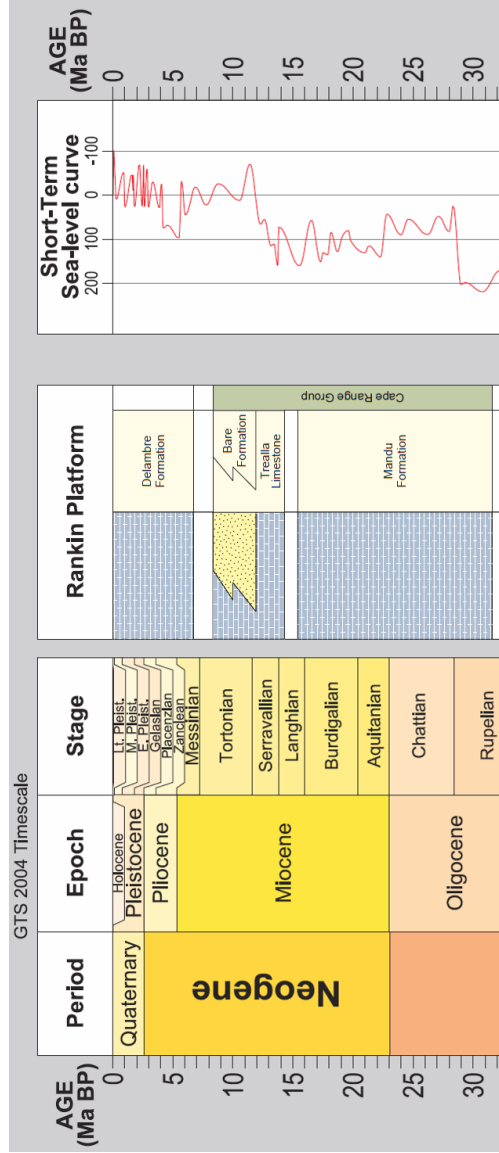 GTS 2004 Timescale
AGE
(Ma BP)
Period
Epoch
Stage
Rankin Platform
Short-Term
Sea-level curve
AGE
(Ma BP)
200
100
0
-100
0
5
10
15
20
25
30
Quaternary
Neogene
Holocene
Pleistocene
Pliocene
Miocene
Oligocene
Lt. Pleist.
M. Pleist.
E. Pleist.
Gelasian
Placenzian
Zanclean
Messinian
Tortonian
Serravallian
Langhian
Burdigalian
Aquitanian
Chattian
Rupelian
Delambre
Formation
Bare
Formation
Trealla
Limestone
Mandu
Formation
Cape Range Group
0
5
10
15
20
25
30